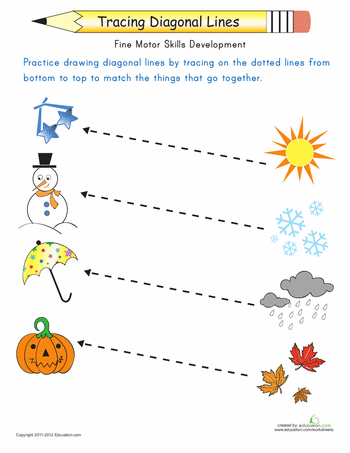 Tracing Diagonal Lines
Fine Motor Skills Development
Practice drawing diagonal lines by tracing on the dotted lines from
bottom to top to match the things that go together.
Copyright 2011-2012 Education.com
created by:
education.com
www.education.com/worksheets